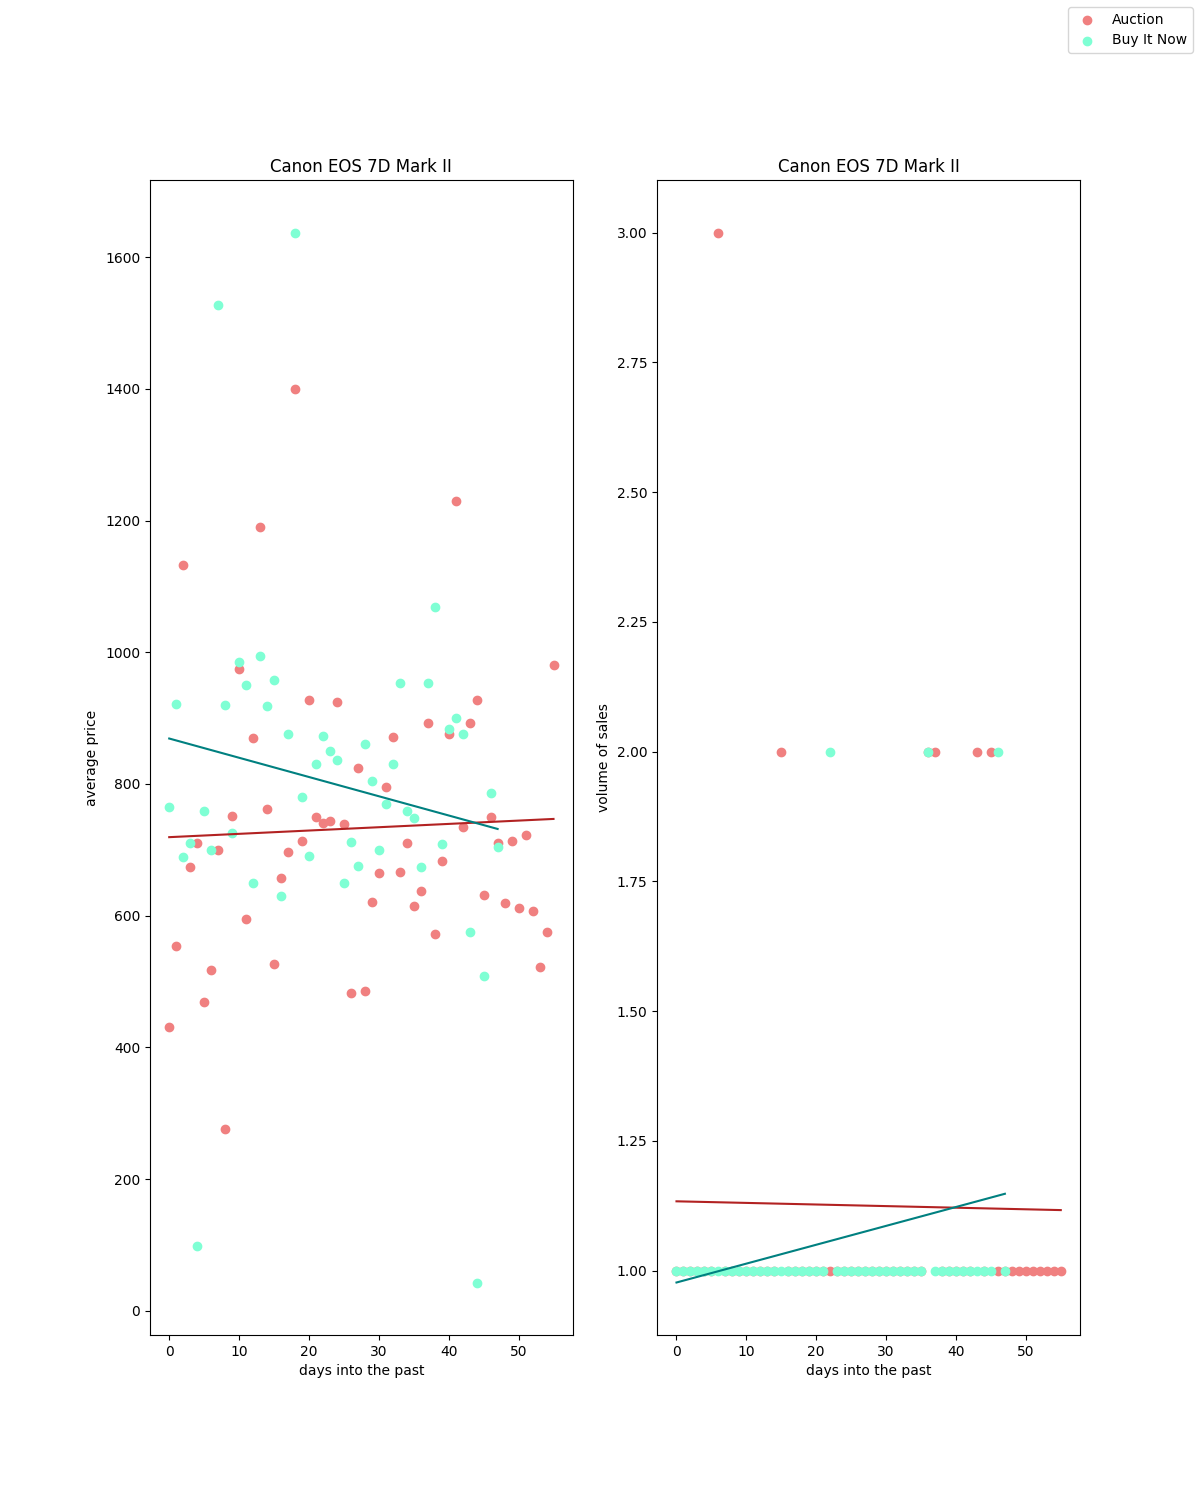 Auction
Buy It Now
Canon EOS 7D Mark II
1600
1400
1200
1000
800
600
400
200
0
average price
0 10 20 30 40 50
days into the past
Canon EOS 7D Mark II
3.00
2.75
2.50
2.25
2.00
1.75
1.50
1.25
1.00
volume of sales
0 10 20 30 40 50
days into the past